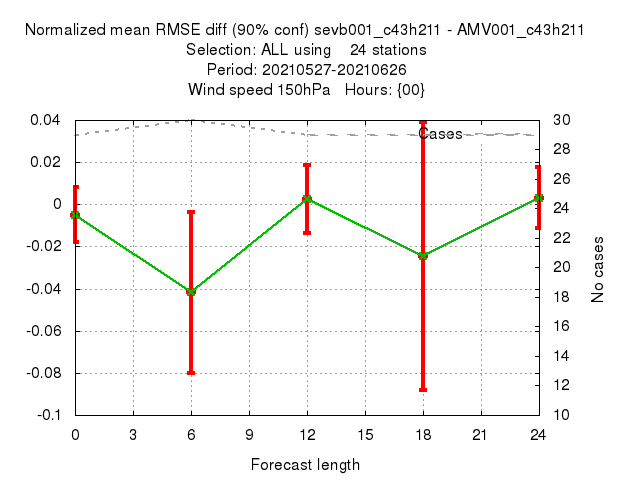 Normalized mean RMSE diff (90% conf) sevb001_c43h211 - AMV001_c43h211
Selection: ALL using    24 stations
Period: 20210527-20210626
Wind speed 150hPa   Hours: {00}
Cases
0.04
0.02
0
-0.02
-0.04
-0.06
-0.08
-0.1
30
28
26
24
22
20
18
16
14
12
10
No cases
0 3 6 9 12 15 18 21 24
Forecast length